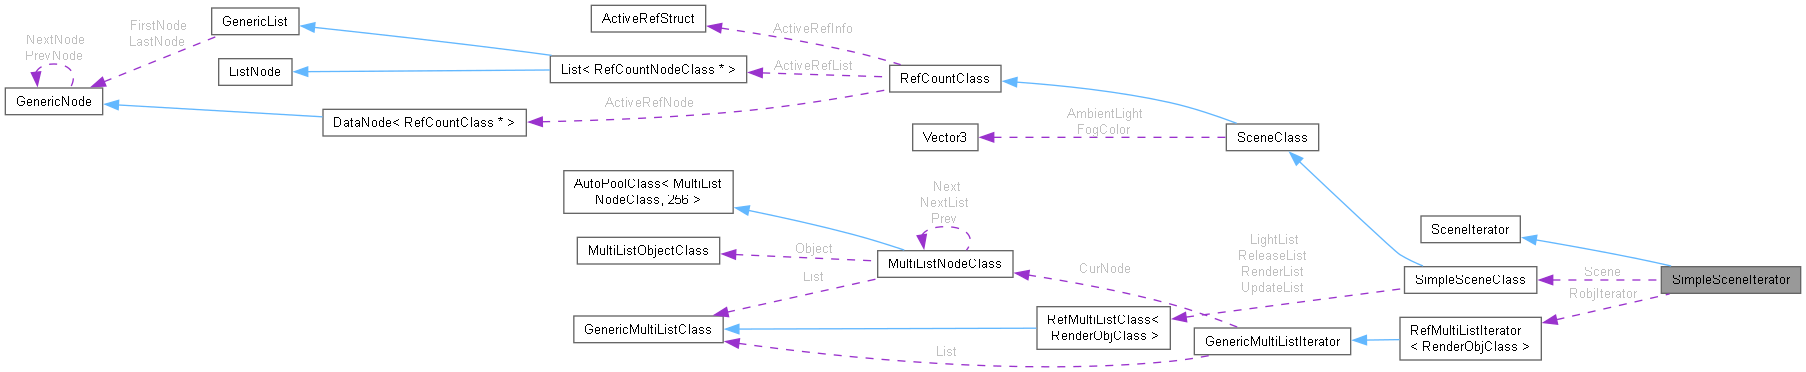 NextNode
PrevNode
GenericNode
FirstNode
LastNode
GenericList
ListNode
DataNode< RefCountClass * >
ActiveRefStruct
List< RefCountNodeClass * >
ActiveRefInfo
ActiveRefList
ActiveRefNode
RefCountClass
Vector3
AmbientLight
FogColor
SceneClass
AutoPoolClass< MultiList
NodeClass, 256 >
MultiListObjectClass
Object
List
GenericMultiListClass
Next
NextList
Prev
MultiListNodeClass
CurNode
List
RefMultiListClass<
RenderObjClass >
LightList
ReleaseList
RenderList
UpdateList
GenericMultiListIterator
SceneIterator
SimpleSceneClass
RefMultiListIterator
< RenderObjClass >
Scene
RobjIterator
SimpleSceneIterator